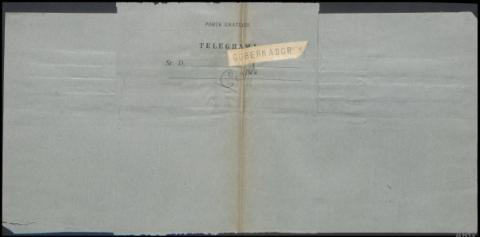 PORTE GRATUITO
TELEGRAMA
GOBERNADOR
Sr. D.